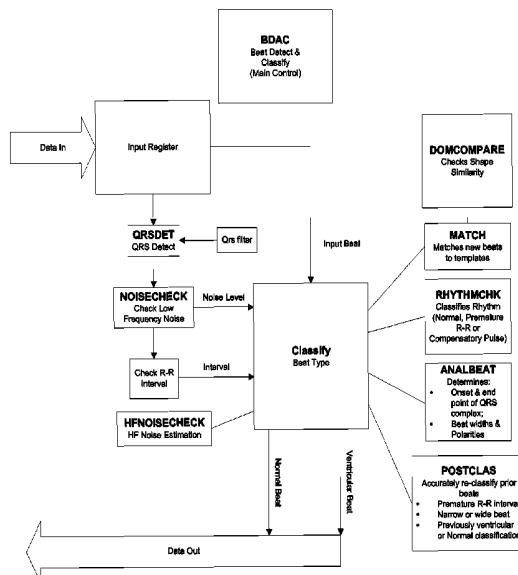 BDAC
Beat Detect &
Classify
(Main Control)
Data In
Input Register
DOMCOMPARE
Checks Shape
Similarity
QRSDET
QRS Detect
Qrs filter
Input Beat
MATCH
Matches new beats
to templates
NOISECHECK
Check Low
Frequency Noise
Noise Level
RHYTHMCHK
Classifies Rhythm
(Normal, Premature
R-R or
Compensatory Pulse)
Classify
Beat Type
Check R-R
Interval
Interval
ANALBEAT
Determines:
• Onset & end
point of QRS
complex;
• Beat widths &
Polarities
HFNOISECHECK
HF Noise Estimation
Normal Beat
Ventricular Beat
POSTCLAS
Accurately re-classify prior
beats
• Premature R-R interval
• Narrow or wide beat
• Previously ventricular
or Normal classification
Data Out